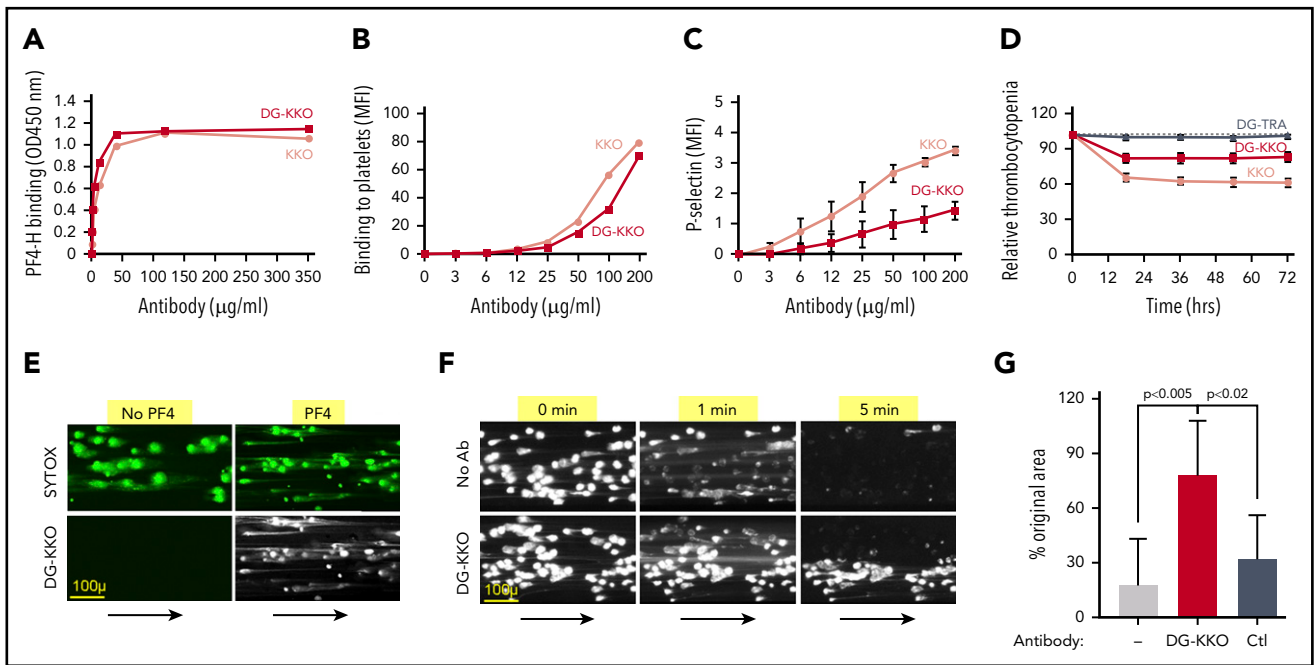 A
PF4-H binding (OD450 nm)
1.4
1.2
1.0
0.8
0.6
0.4
0.2
0
DG-KKO
KKO
0 50 100 150 200 250 300 350
Antibody (μg/ml)
B
Binding to platelets (MFI)
100
80
60
40
20
0
KKO
DG-KKO
0 3 6 12 25 50 100 200
Antibody (μg/ml)
C
P-selectin (MFI)
5
4
3
2
1
0
KKO
DG-KKO
0 3 6 12 25 50 100 200
Antibody (μg/ml)
D
Relative thrombocytopenia
120
90
60
30
0
DG-TRA
DG-KKO
KKO
0 12 24 36 48 60 72
Time (hrs)
E
No PF4 PF4
SYTOX
DG-KKO
100μ
F
0 min 1 min 5 min
No Ab
DG-KKO
100μ
G
% original area
120
90
60
30
0
p<0.005 p<0.02
Antibody: – DG-KKO Ctl